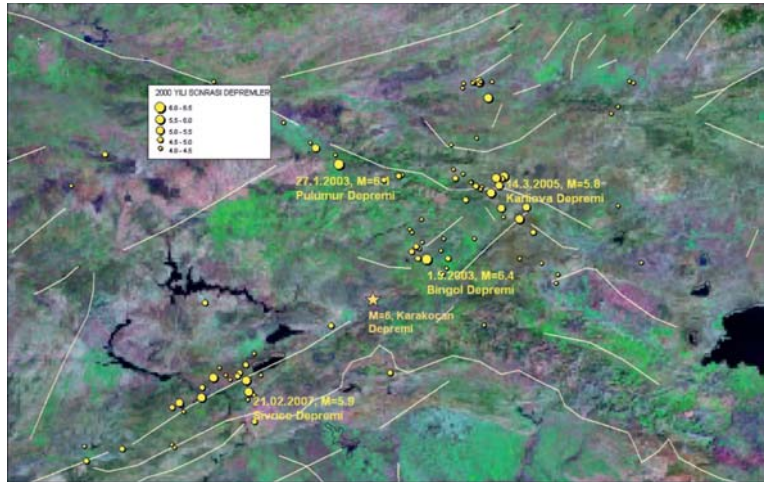 2000 YILI SONRASI DEPREMLER
6.0 - 6.5
5.5 - 6.0
5.0 - 5.5
4.5 - 5.0
4.0 - 4.5
27.1.2003, M=6.1
Pulumur Depremi
14.3.2005, M=5.8
Karlıova Depremi
1.5.2003, M=6.4
Bingol Depremi
M=6, Karakoçan
Depremi
21.02.2007, M=5.9
Sivrice Depremi